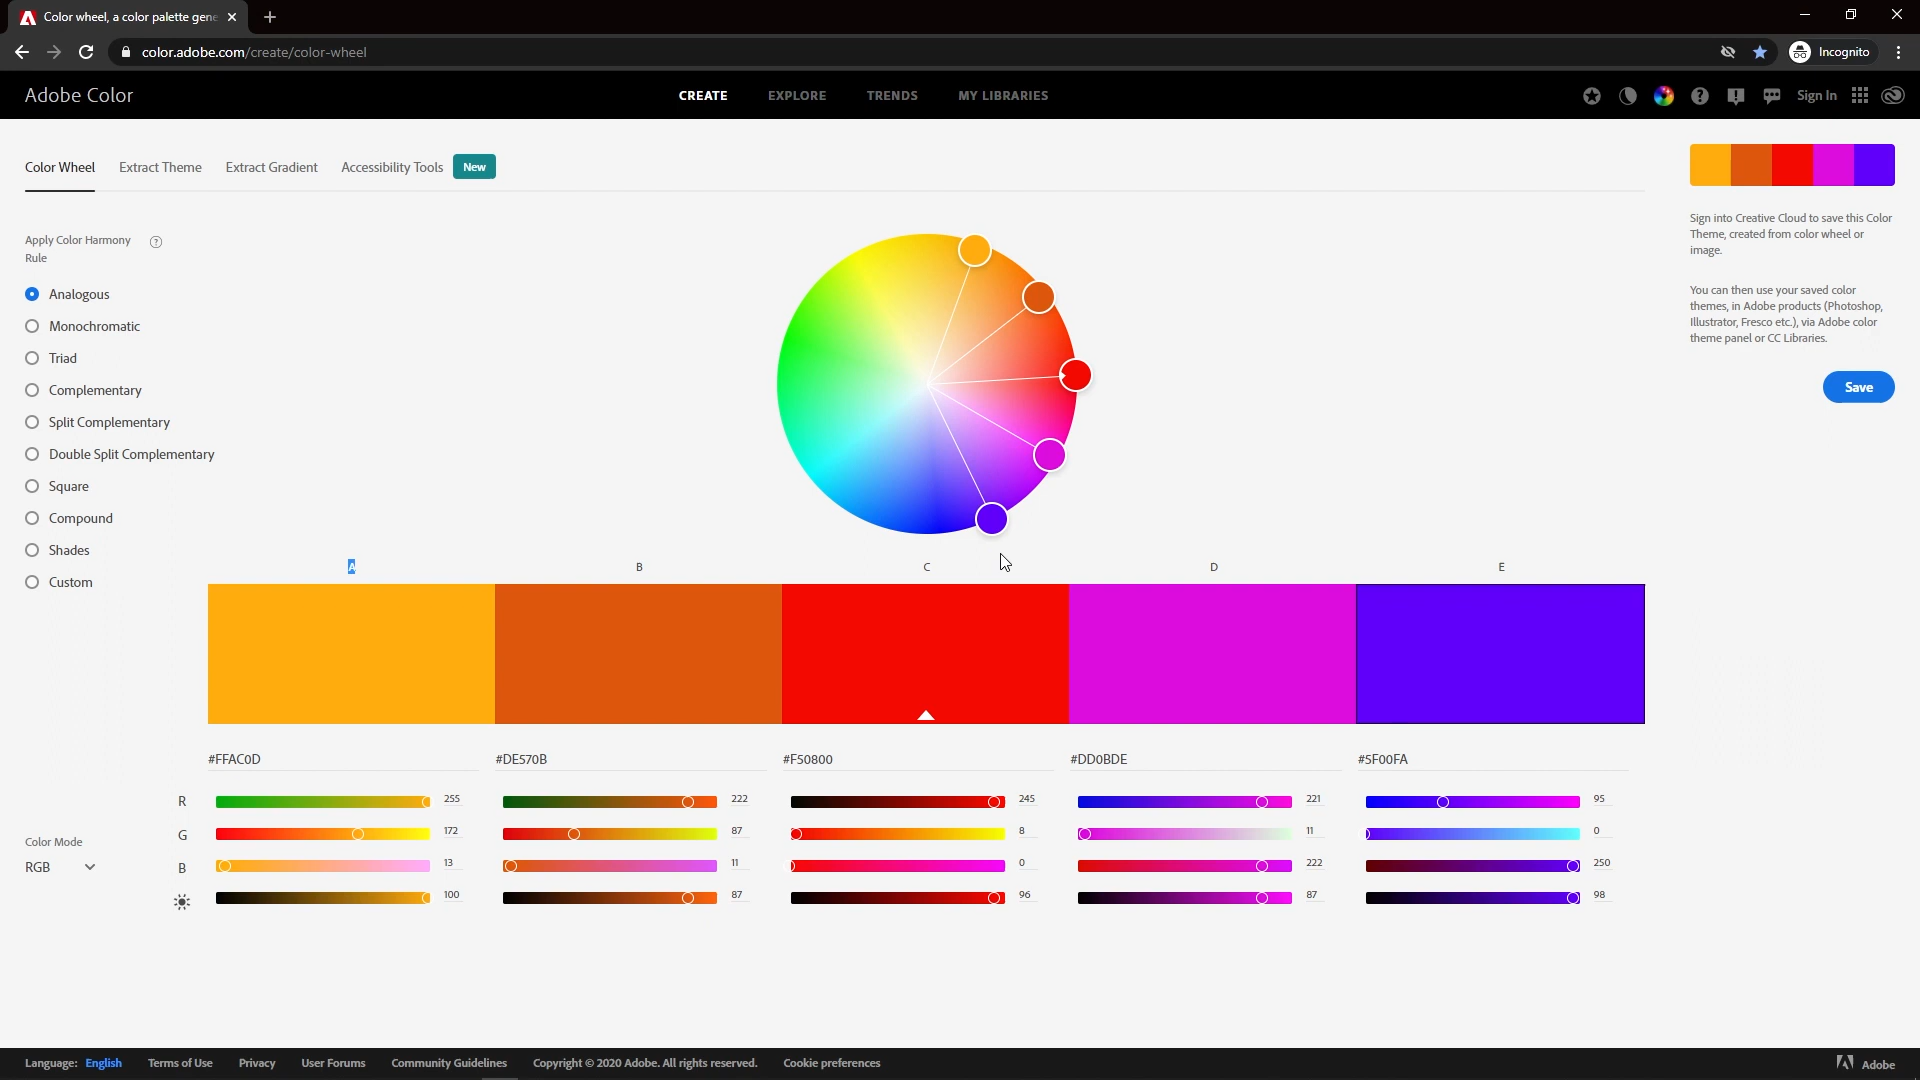 Color wheel, a color palette gene
color.adobe.com/create/color-wheel
Incognito
Adobe Color
CREATE
EXPLORE
TRENDS
MY LIBRARIES
Sign In
Color Wheel
Extract Theme
Extract Gradient
Accessibility Tools
New
Sign into Creative Cloud to save this Color
Theme, created from color wheel or
image.
You can then use your saved color
themes, in Adobe products (Photoshop,
Illustrator, Fresco etc.), via Adobe color
theme panel or CC Libraries.
Save
Apply Color Harmony
Rule
?
Analogous
Monochromatic
Triad
Complementary
Split Complementary
Double Split Complementary
Square
Compound
Shades
Custom
A
B
C
D
E
#FFAC0D
#DE570B
#F50800
#DD0BDE
#5F00FA
R
255
222
245
221
95
G
172
87
8
11
0
B
13
11
0
222
250
100
87
96
87
98
Color Mode
RGB
Language: English
Terms of Use
Privacy
User Forums
Community Guidelines
Copyright © 2020 Adobe. All rights reserved.
Cookie preferences
Adobe